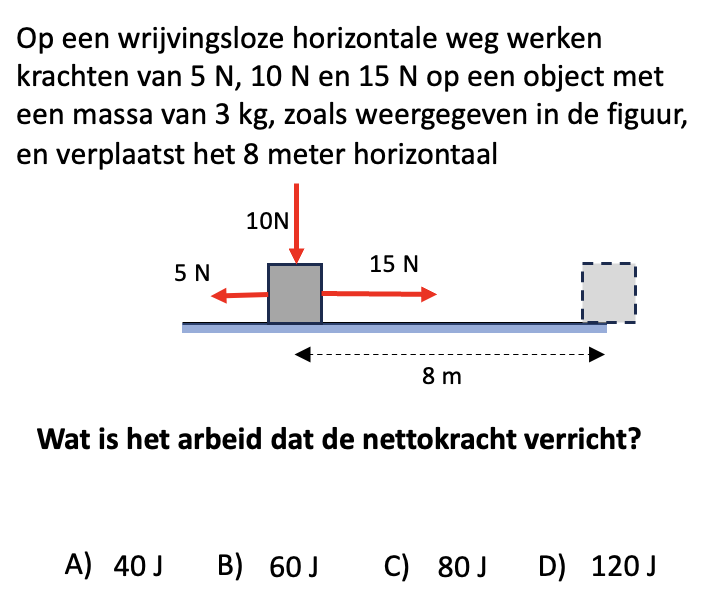 Op een wrijvingsloze horizontale weg werken
krachten van 5 N, 10 N en 15 N op een object met
een massa van 3 kg, zoals weergegeven in de figuur,
en verplaatst het 8 meter horizontaal
10N
5 N
15 N
8 m
Wat is het arbeid dat de nettokracht verricht?
A) 40 J B) 60 J C) 80 J D) 120 J